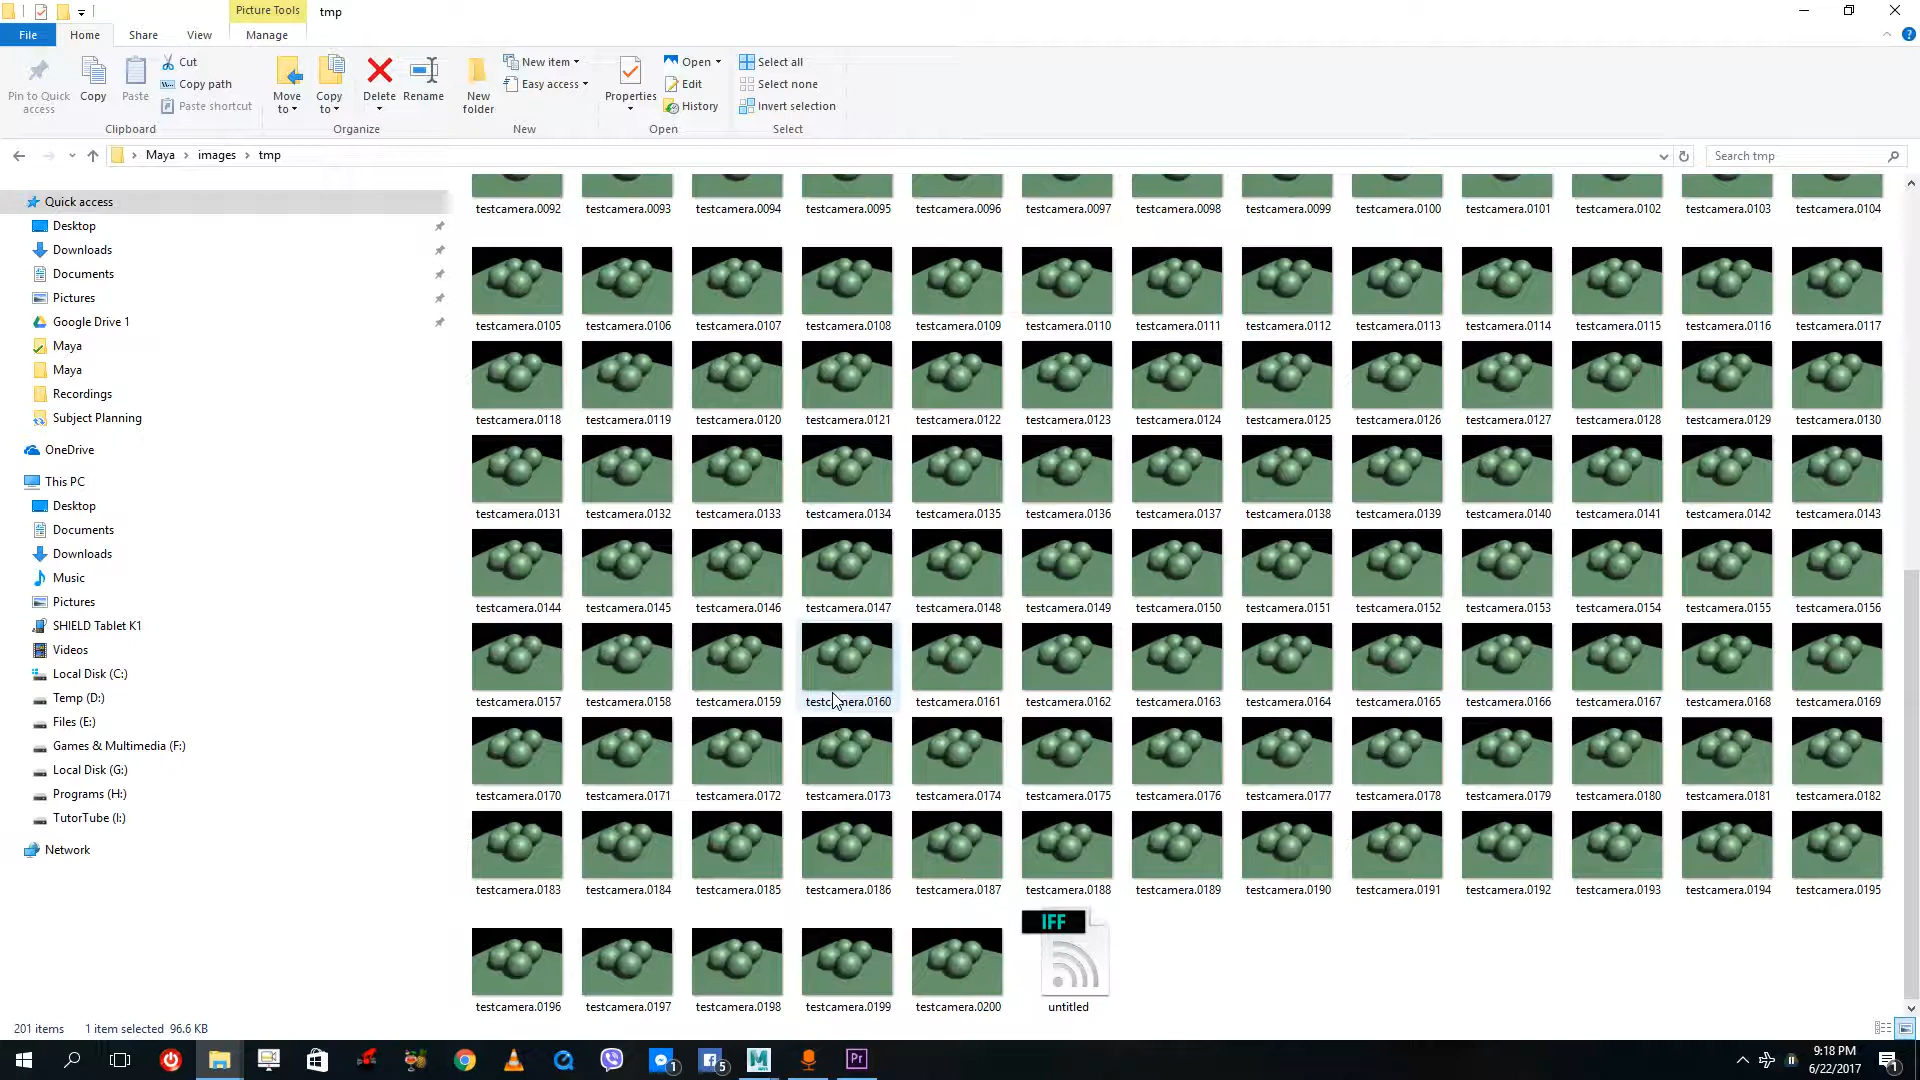 Picture Tools
tmp
File
Home
Share
View
Manage
Pin to Quick access
Copy
Paste
Cut
Copy path
Paste shortcut
Clipboard
Move to
Copy to
Delete
Rename
Organize
New folder
New item
Easy access
New
Properties
Open
Edit
History
Open
Select all
Select none
Invert selection
Select
Maya
images
tmp
Search tmp
Quick access
Desktop
Downloads
Documents
Pictures
Google Drive 1
Maya
Maya
Recordings
Subject Planning
OneDrive
This PC
Desktop
Documents
Downloads
Music
Pictures
SHIELD Tablet K1
Videos
Local Disk (C:)
Temp (D:)
Files (E:)
Games & Multimedia (F:)
Local Disk (G:)
Programs (H:)
TutorTube (I:)
Network
testcamera.0092 testcamera.0093 testcamera.0094 testcamera.0095 testcamera.0096 testcamera.0097 testcamera.0098 testcamera.0099 testcamera.0100 testcamera.0101 testcamera.0102 testcamera.0103 testcamera.0104
testcamera.0105 testcamera.0106 testcamera.0107 testcamera.0108 testcamera.0109 testcamera.0110 testcamera.0111 testcamera.0112 testcamera.0113 testcamera.0114 testcamera.0115 testcamera.0116 testcamera.0117
testcamera.0118 testcamera.0119 testcamera.0120 testcamera.0121 testcamera.0122 testcamera.0123 testcamera.0124 testcamera.0125 testcamera.0126 testcamera.0127 testcamera.0128 testcamera.0129 testcamera.0130
testcamera.0131 testcamera.0132 testcamera.0133 testcamera.0134 testcamera.0135 testcamera.0136 testcamera.0137 testcamera.0138 testcamera.0139 testcamera.0140 testcamera.0141 testcamera.0142 testcamera.0143
testcamera.0144 testcamera.0145 testcamera.0146 testcamera.0147 testcamera.0148 testcamera.0149 testcamera.0150 testcamera.0151 testcamera.0152 testcamera.0153 testcamera.0154 testcamera.0155 testcamera.0156
testcamera.0157 testcamera.0158 testcamera.0159 testcamera.0160 testcamera.0161 testcamera.0162 testcamera.0163 testcamera.0164 testcamera.0165 testcamera.0166 testcamera.0167 testcamera.0168 testcamera.0169
testcamera.0170 testcamera.0171 testcamera.0172 testcamera.0173 testcamera.0174 testcamera.0175 testcamera.0176 testcamera.0177 testcamera.0178 testcamera.0179 testcamera.0180 testcamera.0181 testcamera.0182
testcamera.0183 testcamera.0184 testcamera.0185 testcamera.0186 testcamera.0187 testcamera.0188 testcamera.0189 testcamera.0190 testcamera.0191 testcamera.0192 testcamera.0193 testcamera.0194 testcamera.0195
IFF
testcamera.0196 testcamera.0197 testcamera.0198 testcamera.0199 testcamera.0200 untitled
201 items 1 item selected 96.6 KB
1
5
M
Pr
9:18 PM
6/22/2017
1